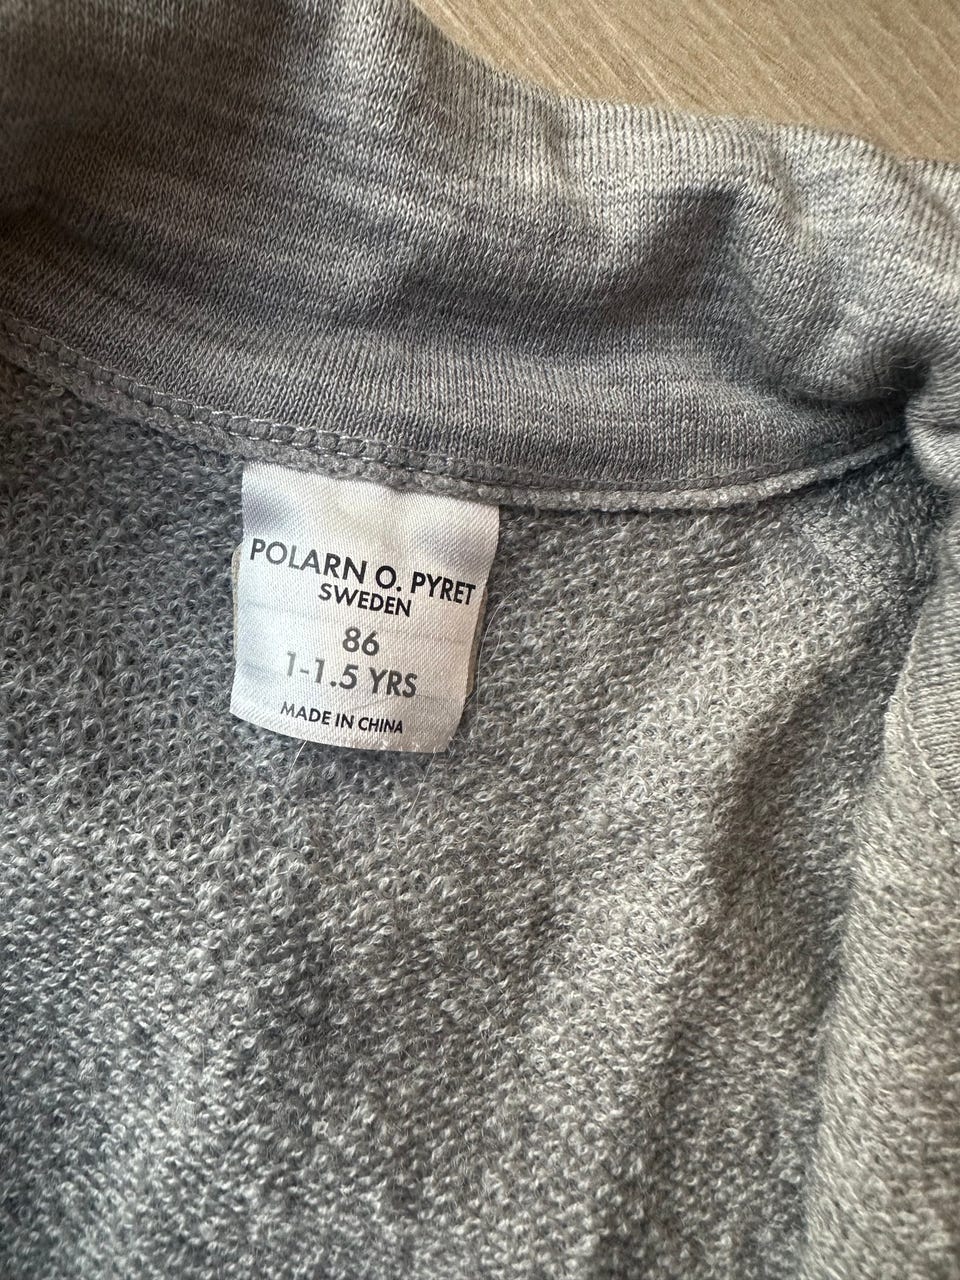 POLARN O. PYRET
SWEDEN
86
1-1.5 YRS
MADE IN CHINA